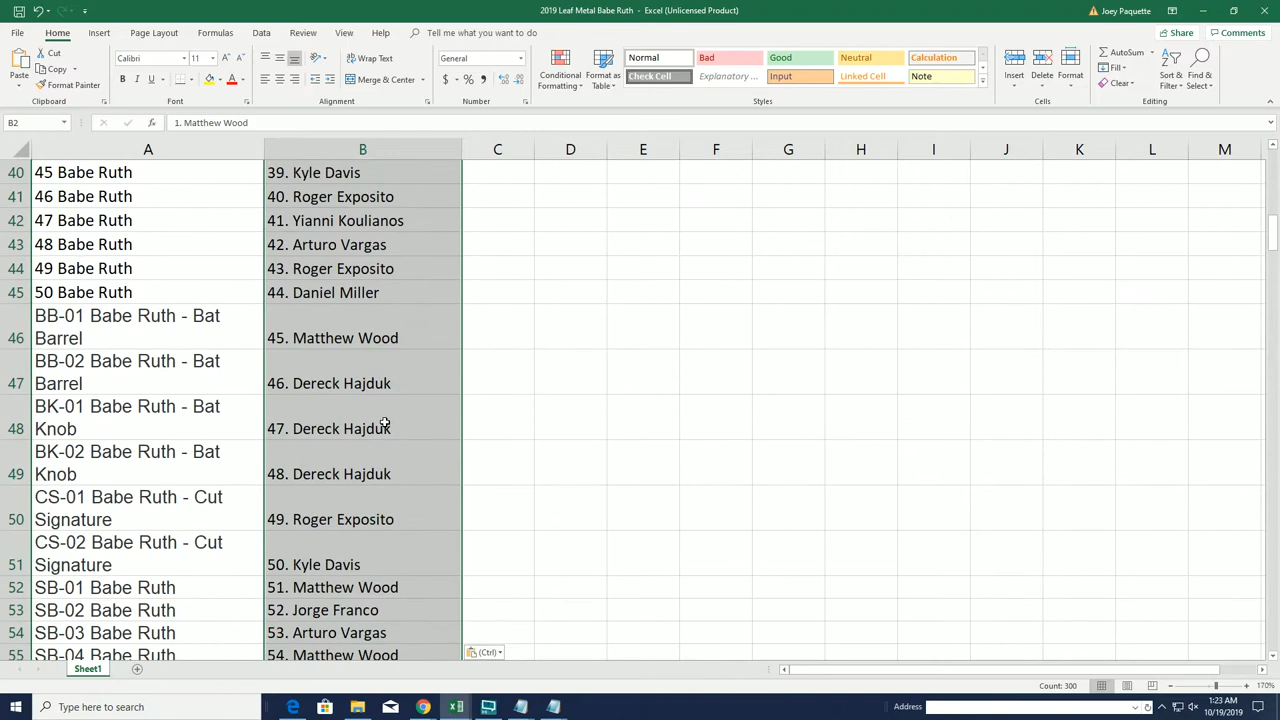 2019 Leaf Metal Babe Ruth - Excel (Unlicensed Product)
Joey Paquette
File Home Insert Page Layout Formulas Data Review View Help Tell me what you want to do
Share Comments
Paste
Cut
Copy
Format Painter
Clipboard
Calibri 11
B I U
Font
Wrap Text
Merge & Center
Alignment
General
$ % ,
Number
Conditional Formatting
Format as Table
Normal Bad Good Neutral Calculation
Check Cell Explanatory ... Input Linked Cell Note
Styles
Insert Delete Format
Cells
AutoSum
Fill
Clear
Sort & Filter
Find & Select
Editing
B2 fx 1. Matthew Wood
A B C D E F G H I J K L M
40 45 Babe Ruth 39. Kyle Davis
41 46 Babe Ruth 40. Roger Exposito
42 47 Babe Ruth 41. Yianni Koulianos
43 48 Babe Ruth 42. Arturo Vargas
44 49 Babe Ruth 43. Roger Exposito
45 50 Babe Ruth 44. Daniel Miller
BB-01 Babe Ruth - Bat
46 Barrel 45. Matthew Wood
BB-02 Babe Ruth - Bat
47 Barrel 46. Dereck Hajduk
BK-01 Babe Ruth - Bat
48 Knob 47. Dereck Hajduk
BK-02 Babe Ruth - Bat
49 Knob 48. Dereck Hajduk
CS-01 Babe Ruth - Cut
50 Signature 49. Roger Exposito
CS-02 Babe Ruth - Cut
51 Signature 50. Kyle Davis
52 SB-01 Babe Ruth 51. Matthew Wood
53 SB-02 Babe Ruth 52. Jorge Franco
54 SB-03 Babe Ruth 53. Arturo Vargas
55 SB-04 Babe Ruth 54. Matthew Wood
(Ctrl)
Sheet1
Count: 300 170%
Type here to search
Address
1:23 AM
10/19/2019